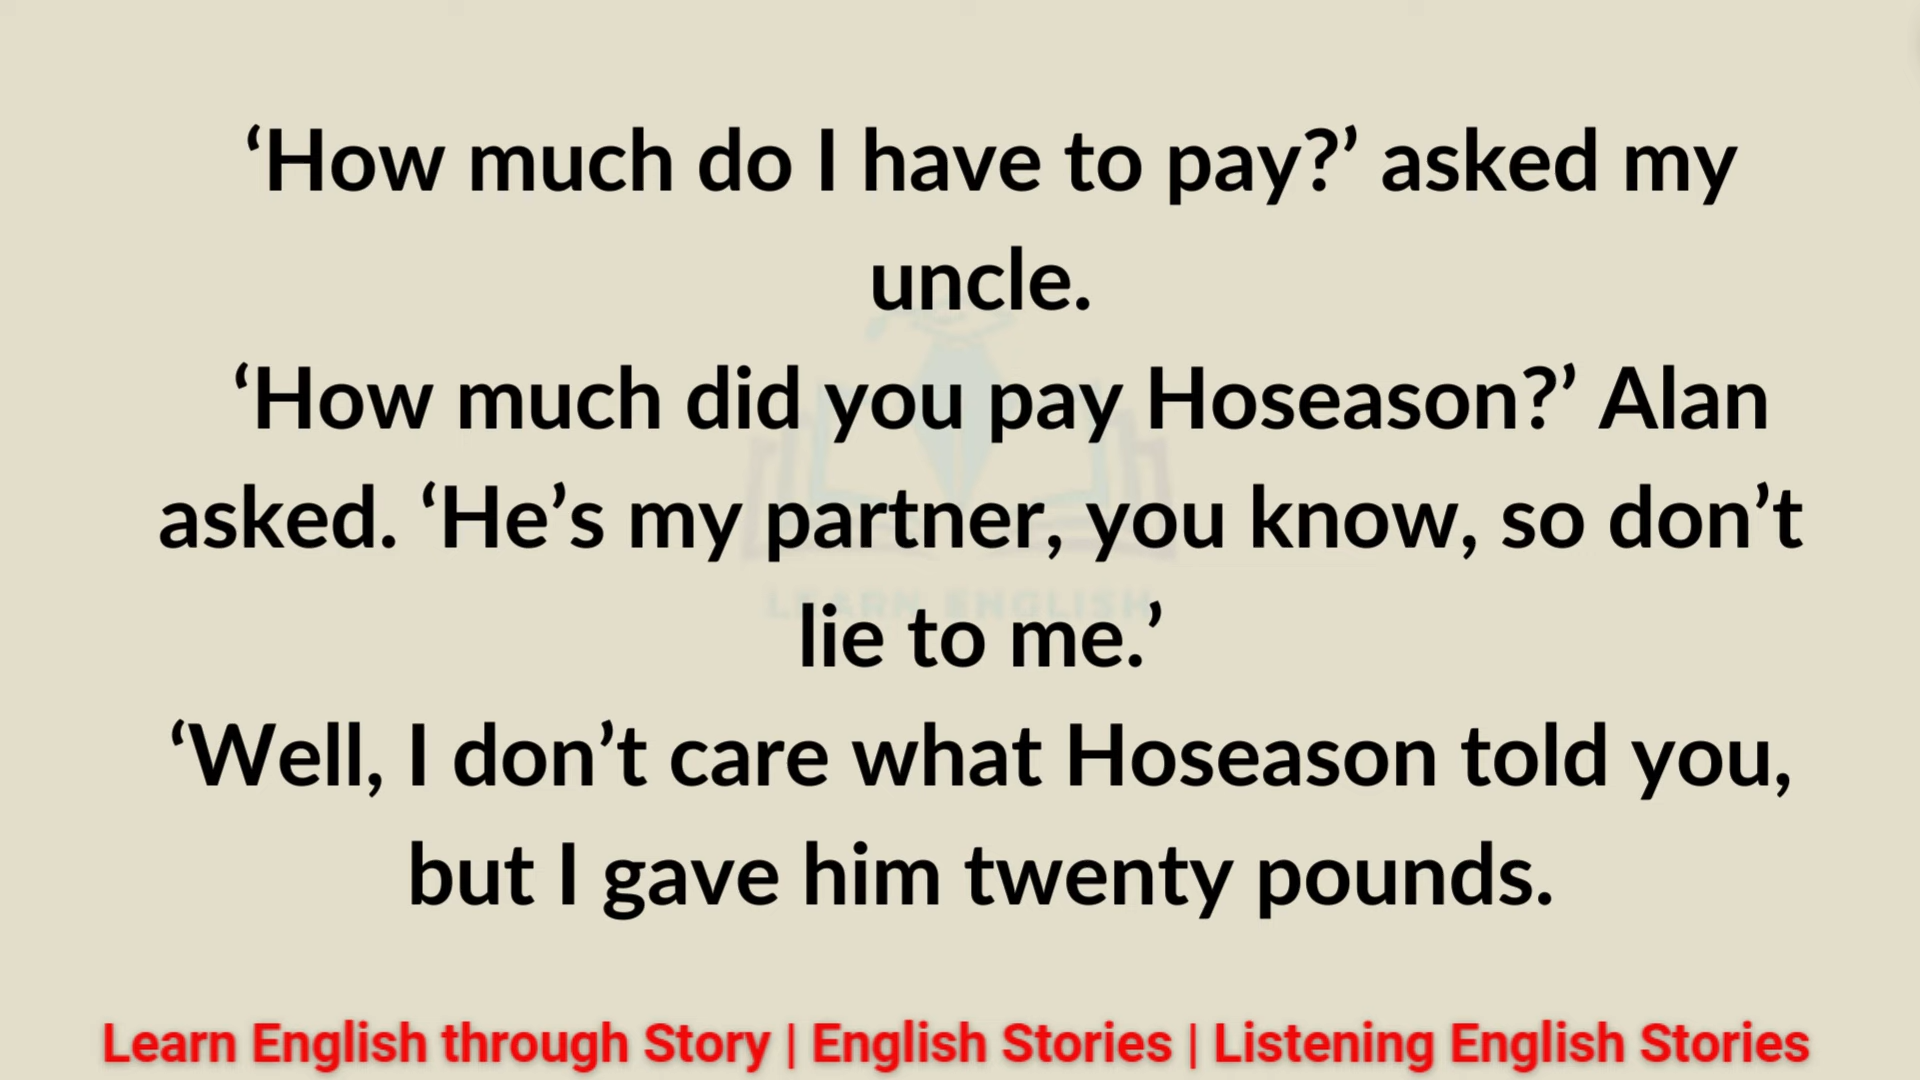 ‘How much do I have to pay?’ asked my
uncle.
‘How much did you pay Hoseason?’ Alan
asked. ‘He’s my partner, you know, so don’t
lie to me.’
‘Well, I don’t care what Hoseason told you,
but I gave him twenty pounds.
LEARN ENGLISH
Learn English through Story | English Stories | Listening English Stories